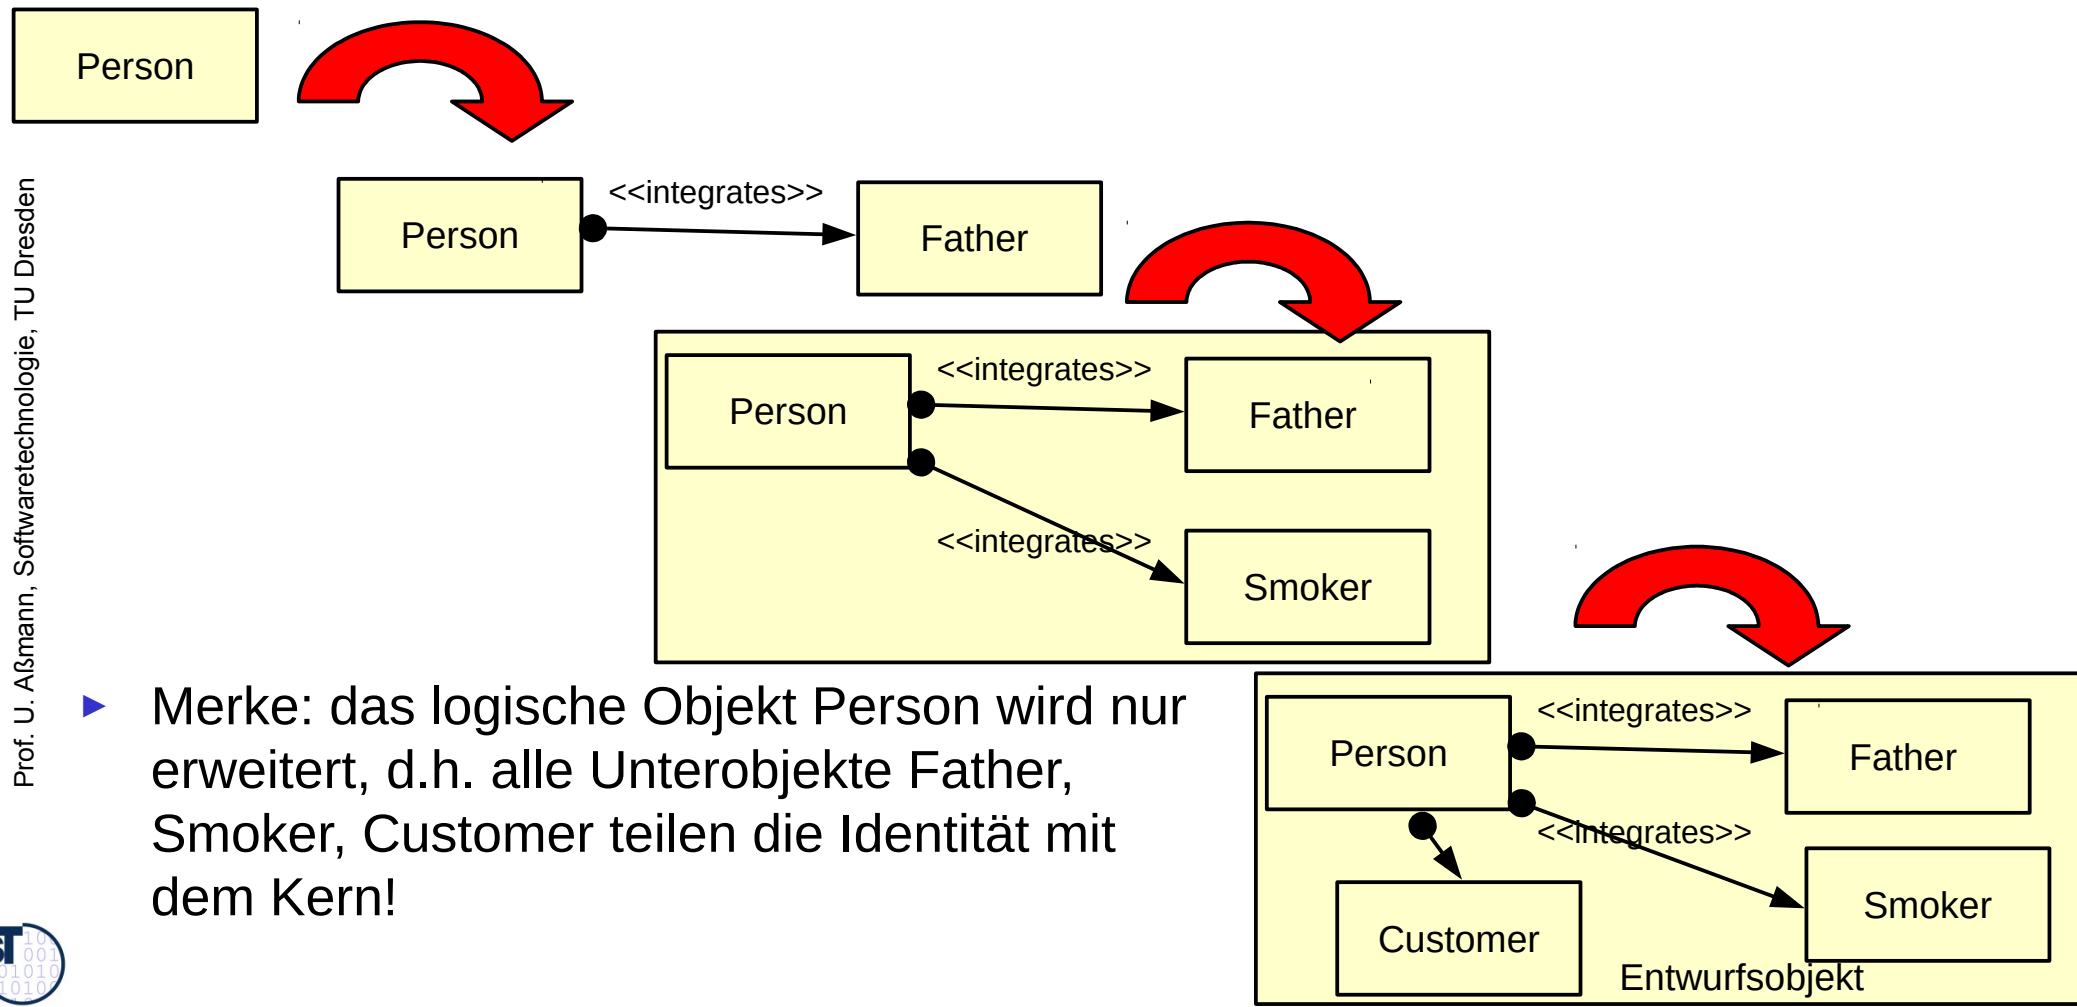 Person
Prof. U. Aßmann, Softwaretechnologie, TU Dresden
Person
<<integrates>>
Father
Person
<<integrates>>
Father
<<integrates>>
Smoker
► Merke: das logische Objekt Person wird nur
erweitert, d.h. alle Unterobjekte Father,
Smoker, Customer teilen die Identität mit
dem Kern!
Person
<<integrates>>
Father
<<integrates>>
Smoker
Customer
Entwurfsobjekt